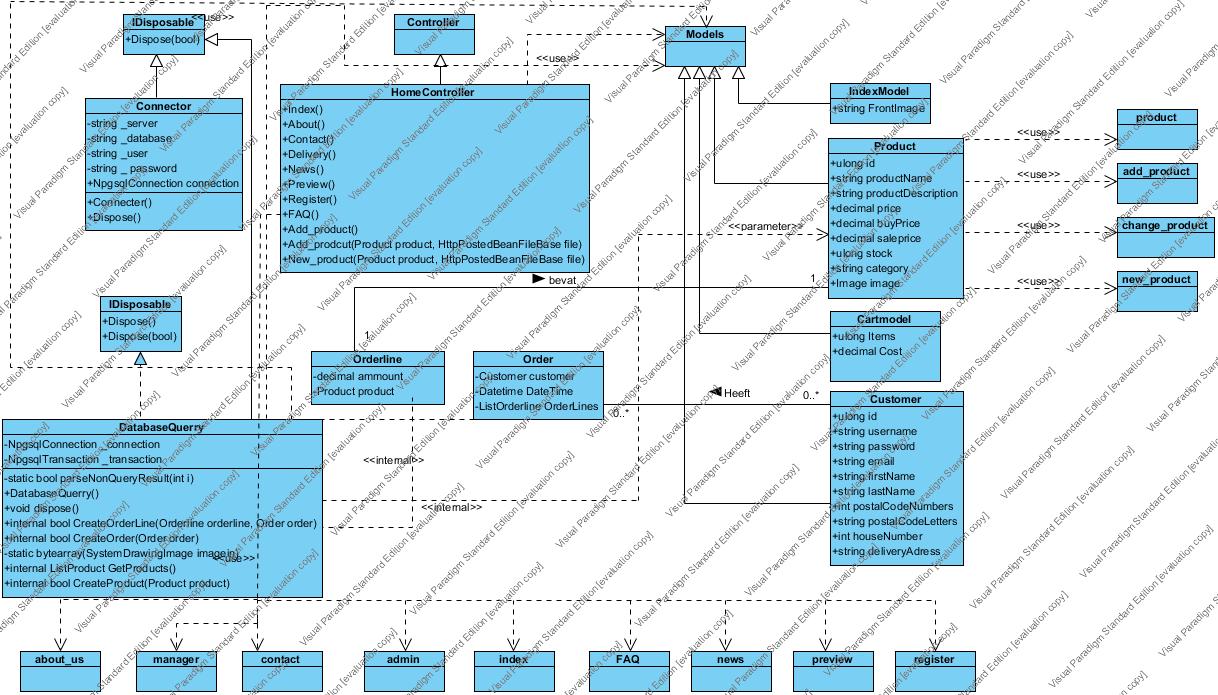 IDisposable
+Dispose(bool)
<<use>>
Controller
Models
<<use>>
Connector
-string _server
-string _database
-string _user
-string _ password
+NpgsqlConnection connection
+Connecter()
+Dispose()
HomeController
+Index()
+About()
+Contact()
+Delivery()
+News()
+Preview()
+Register()
+FAQ()
+Add_product()
+Add_prodcut(Product product, HttpPostedBeanFileBase file)
+New_product(Product product, HttpPostedBeanFileBase file)
IndexModel
+string FrontImage
Product
+ulong id
+string productName
+string productDescription
+decimal price
+decimal buyPrice
+decimal saleprice
+ulong stock
+string category
+Image image
<<use>>
product
<<use>>
add_product
<<use>>
change_product
<<use>>
new_product
<<parameter>>
bevat
1
1
IDisposable
+Dispose()
+Dispose(bool)
Orderline
-decimal ammount
-Product product
Order
-Customer customer
-Datetime DateTime
-ListOrderline OrderLines
Cartmodel
+ulong Items
+decimal Cost
Heeft
0..*
0..*
Customer
+ulong id
+string username
+string password
+string email
+string firstName
+string lastName
+int postalCodeNumbers
+string postalCodeLetters
+int houseNumber
+string deliveryAdress
DatabaseQuerry
-NpgsqlConnection _connection
-NpgsqlTransaction _transaction
-static bool parseNonQueryResult(int i)
+DatabaseQuerry()
+void dispose()
+internal bool CreateOrderLine(Orderline orderline, Order order)
+internal bool CreateOrder(Order order)
-static bytearray(SystemDrawingImage imagein)
+internal ListProduct GetProducts()
+internal bool CreateProduct(Product product)
<<internal>>
<<internal>>
<<use>>
about_us
manager
contact
admin
index
FAQ
news
preview
register
Visual Paradigm Standard Edition [evaluation copy]